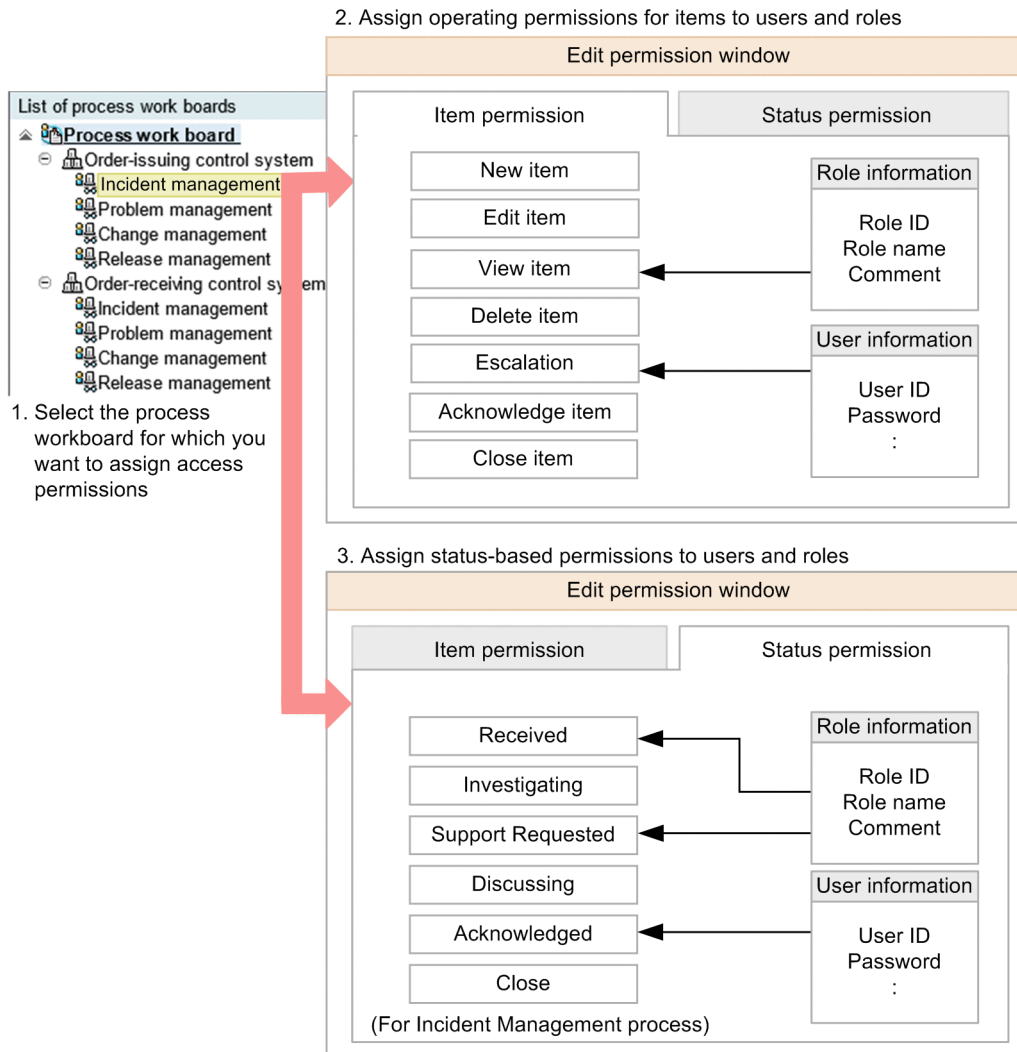 2. Assign operating permissions for items to users and roles
Edit permission window
List of process work boards
Process work board
Order-issuing control system
Incident management
Problem management
Change management
Release management
Order-receiving control system
Incident management
Problem management
Change management
Release management
1. Select the process
workboard for which you
want to assign access
permissions
Item permission
Status permission
New item
Edit item
View item
Delete item
Escalation
Acknowledge item
Close item
Role information
Role ID
Role name
Comment
User information
User ID
Password
:
3. Assign status-based permissions to users and roles
Edit permission window
Item permission
Status permission
Received
Investigating
Support Requested
Discussing
Acknowledged
Close
(For Incident Management process)
Role information
Role ID
Role name
Comment
User information
User ID
Password
: